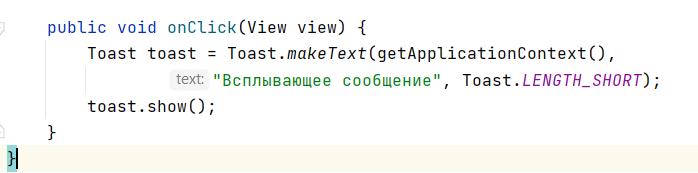 public void onClick(View view) {
Toast toast = Toast.makeText(getApplicationContext(),
text: "Всплывающее сообщение", Toast.LENGTH_SHORT);
toast.show();
}
}